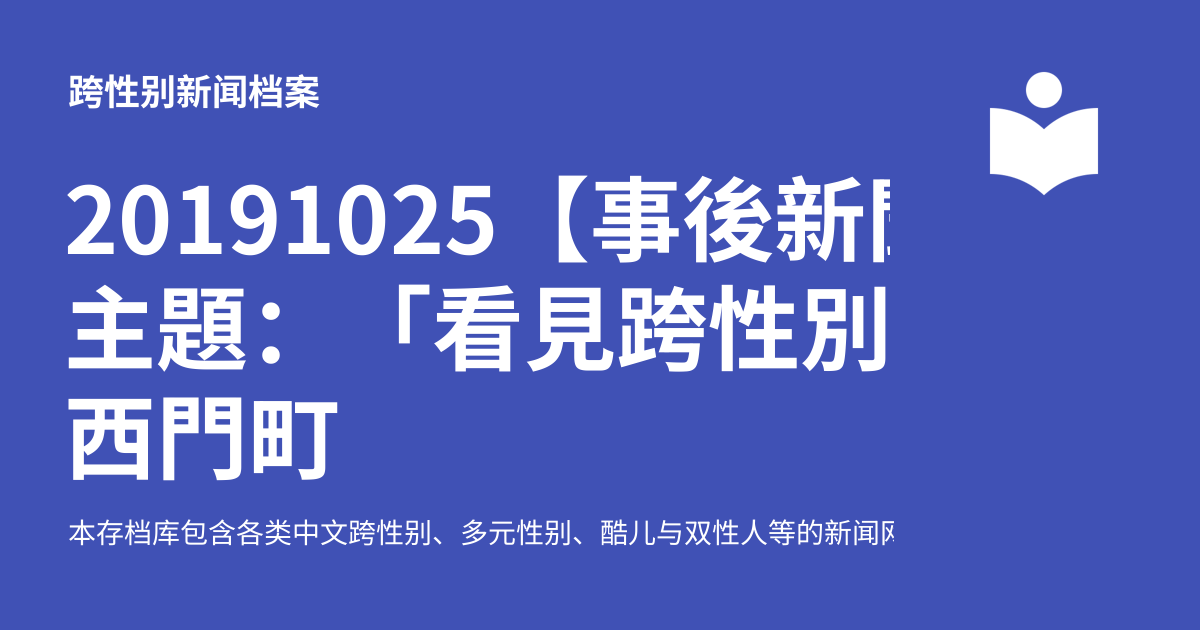 跨性别新闻档案
20191025【事後新
主題：「看見跨性別
西門町
本存档库包含各类中文跨性别、多元性别、酷儿与双性人等的新闻